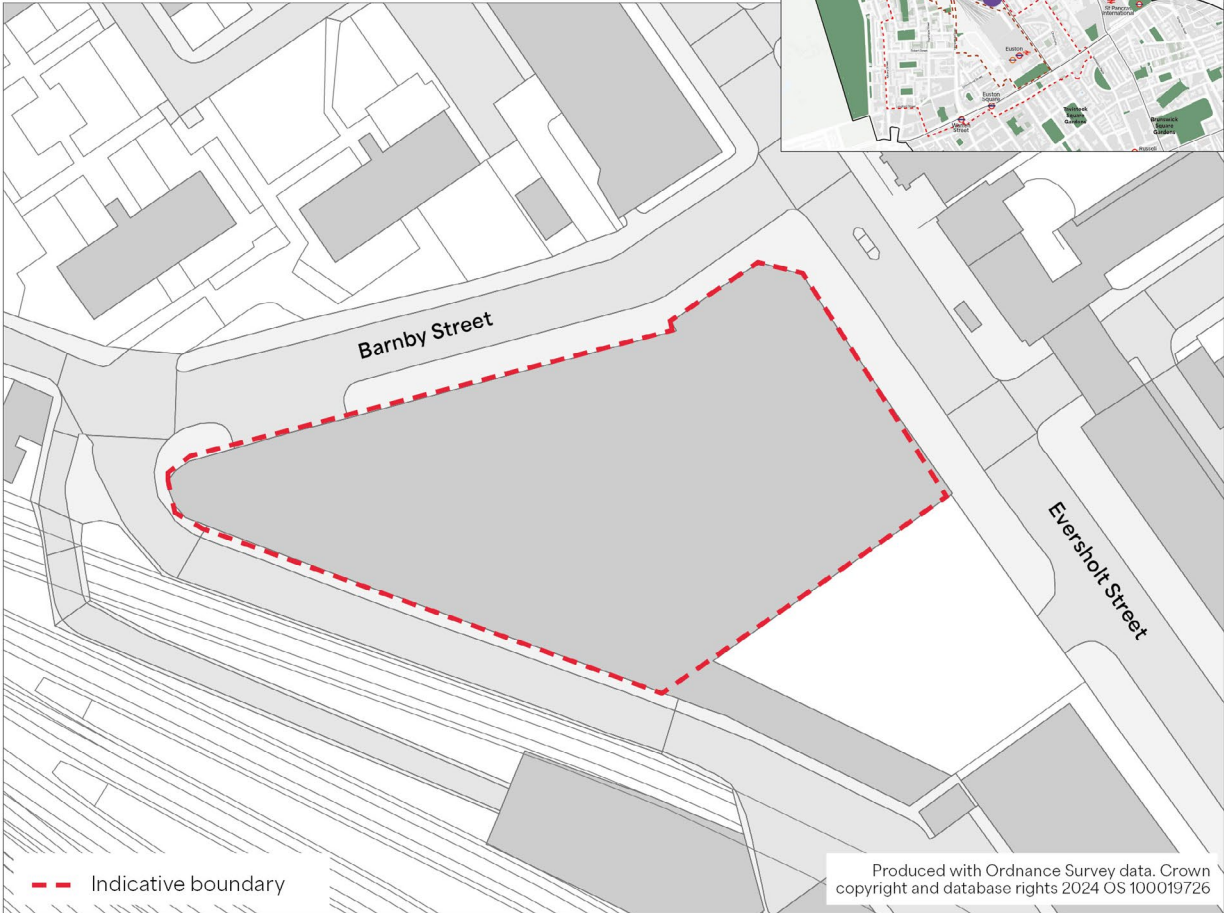 St Pancras
International
Euston
Euston
Square
Warren
Street
Tavistock
Square
Gardens
Brunswick
Square
Gardens
Russell
Barnby Street
Eversholt Street
Indicative boundary
Produced with Ordnance Survey data. Crown
copyright and database rights 2024 OS 100019726